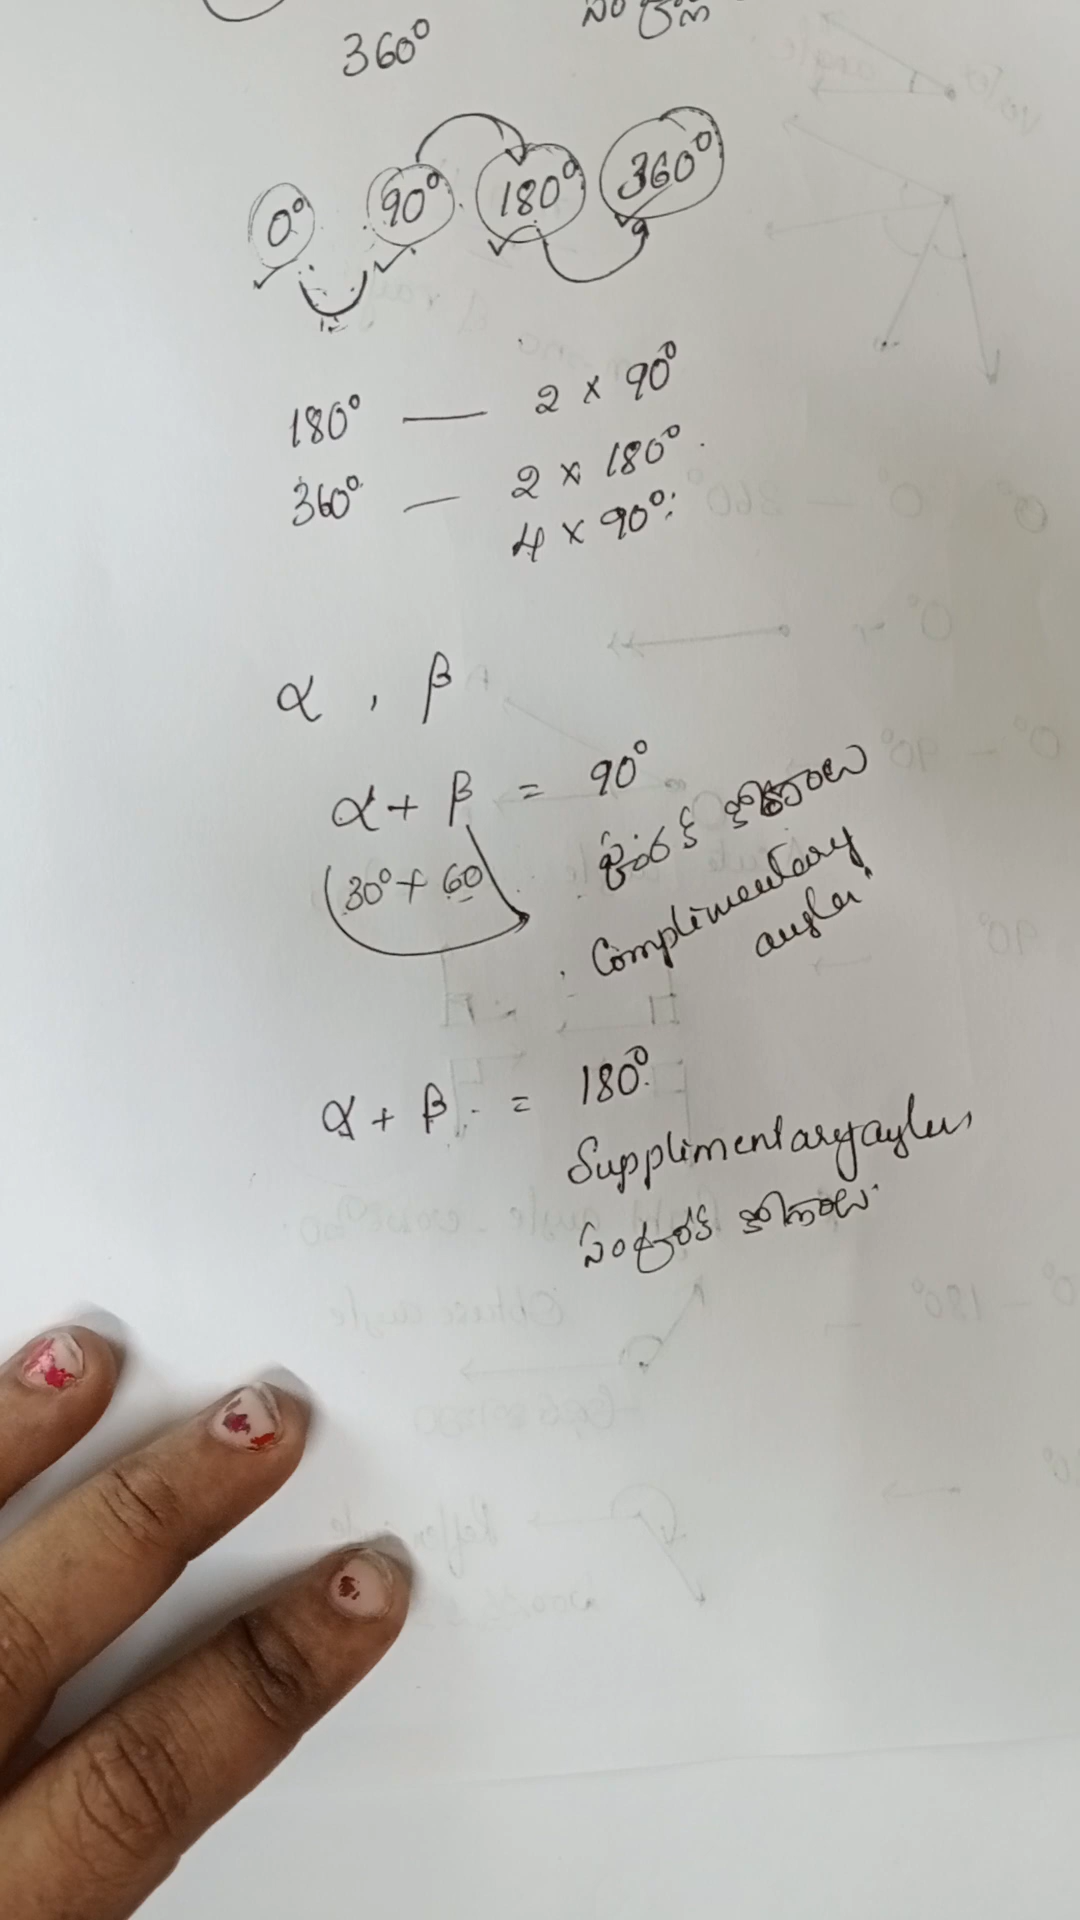 360°
0° 90° 180° 360°
180° — 2 x 90°
360° — 2 x 180°
4 x 90°
α , β
α + β = 90°
(30° + 60
పూరక కోణాలు
Complimentary
angles
α + β = 180°
Supplimentary angles
సంపూరక కోణాలు